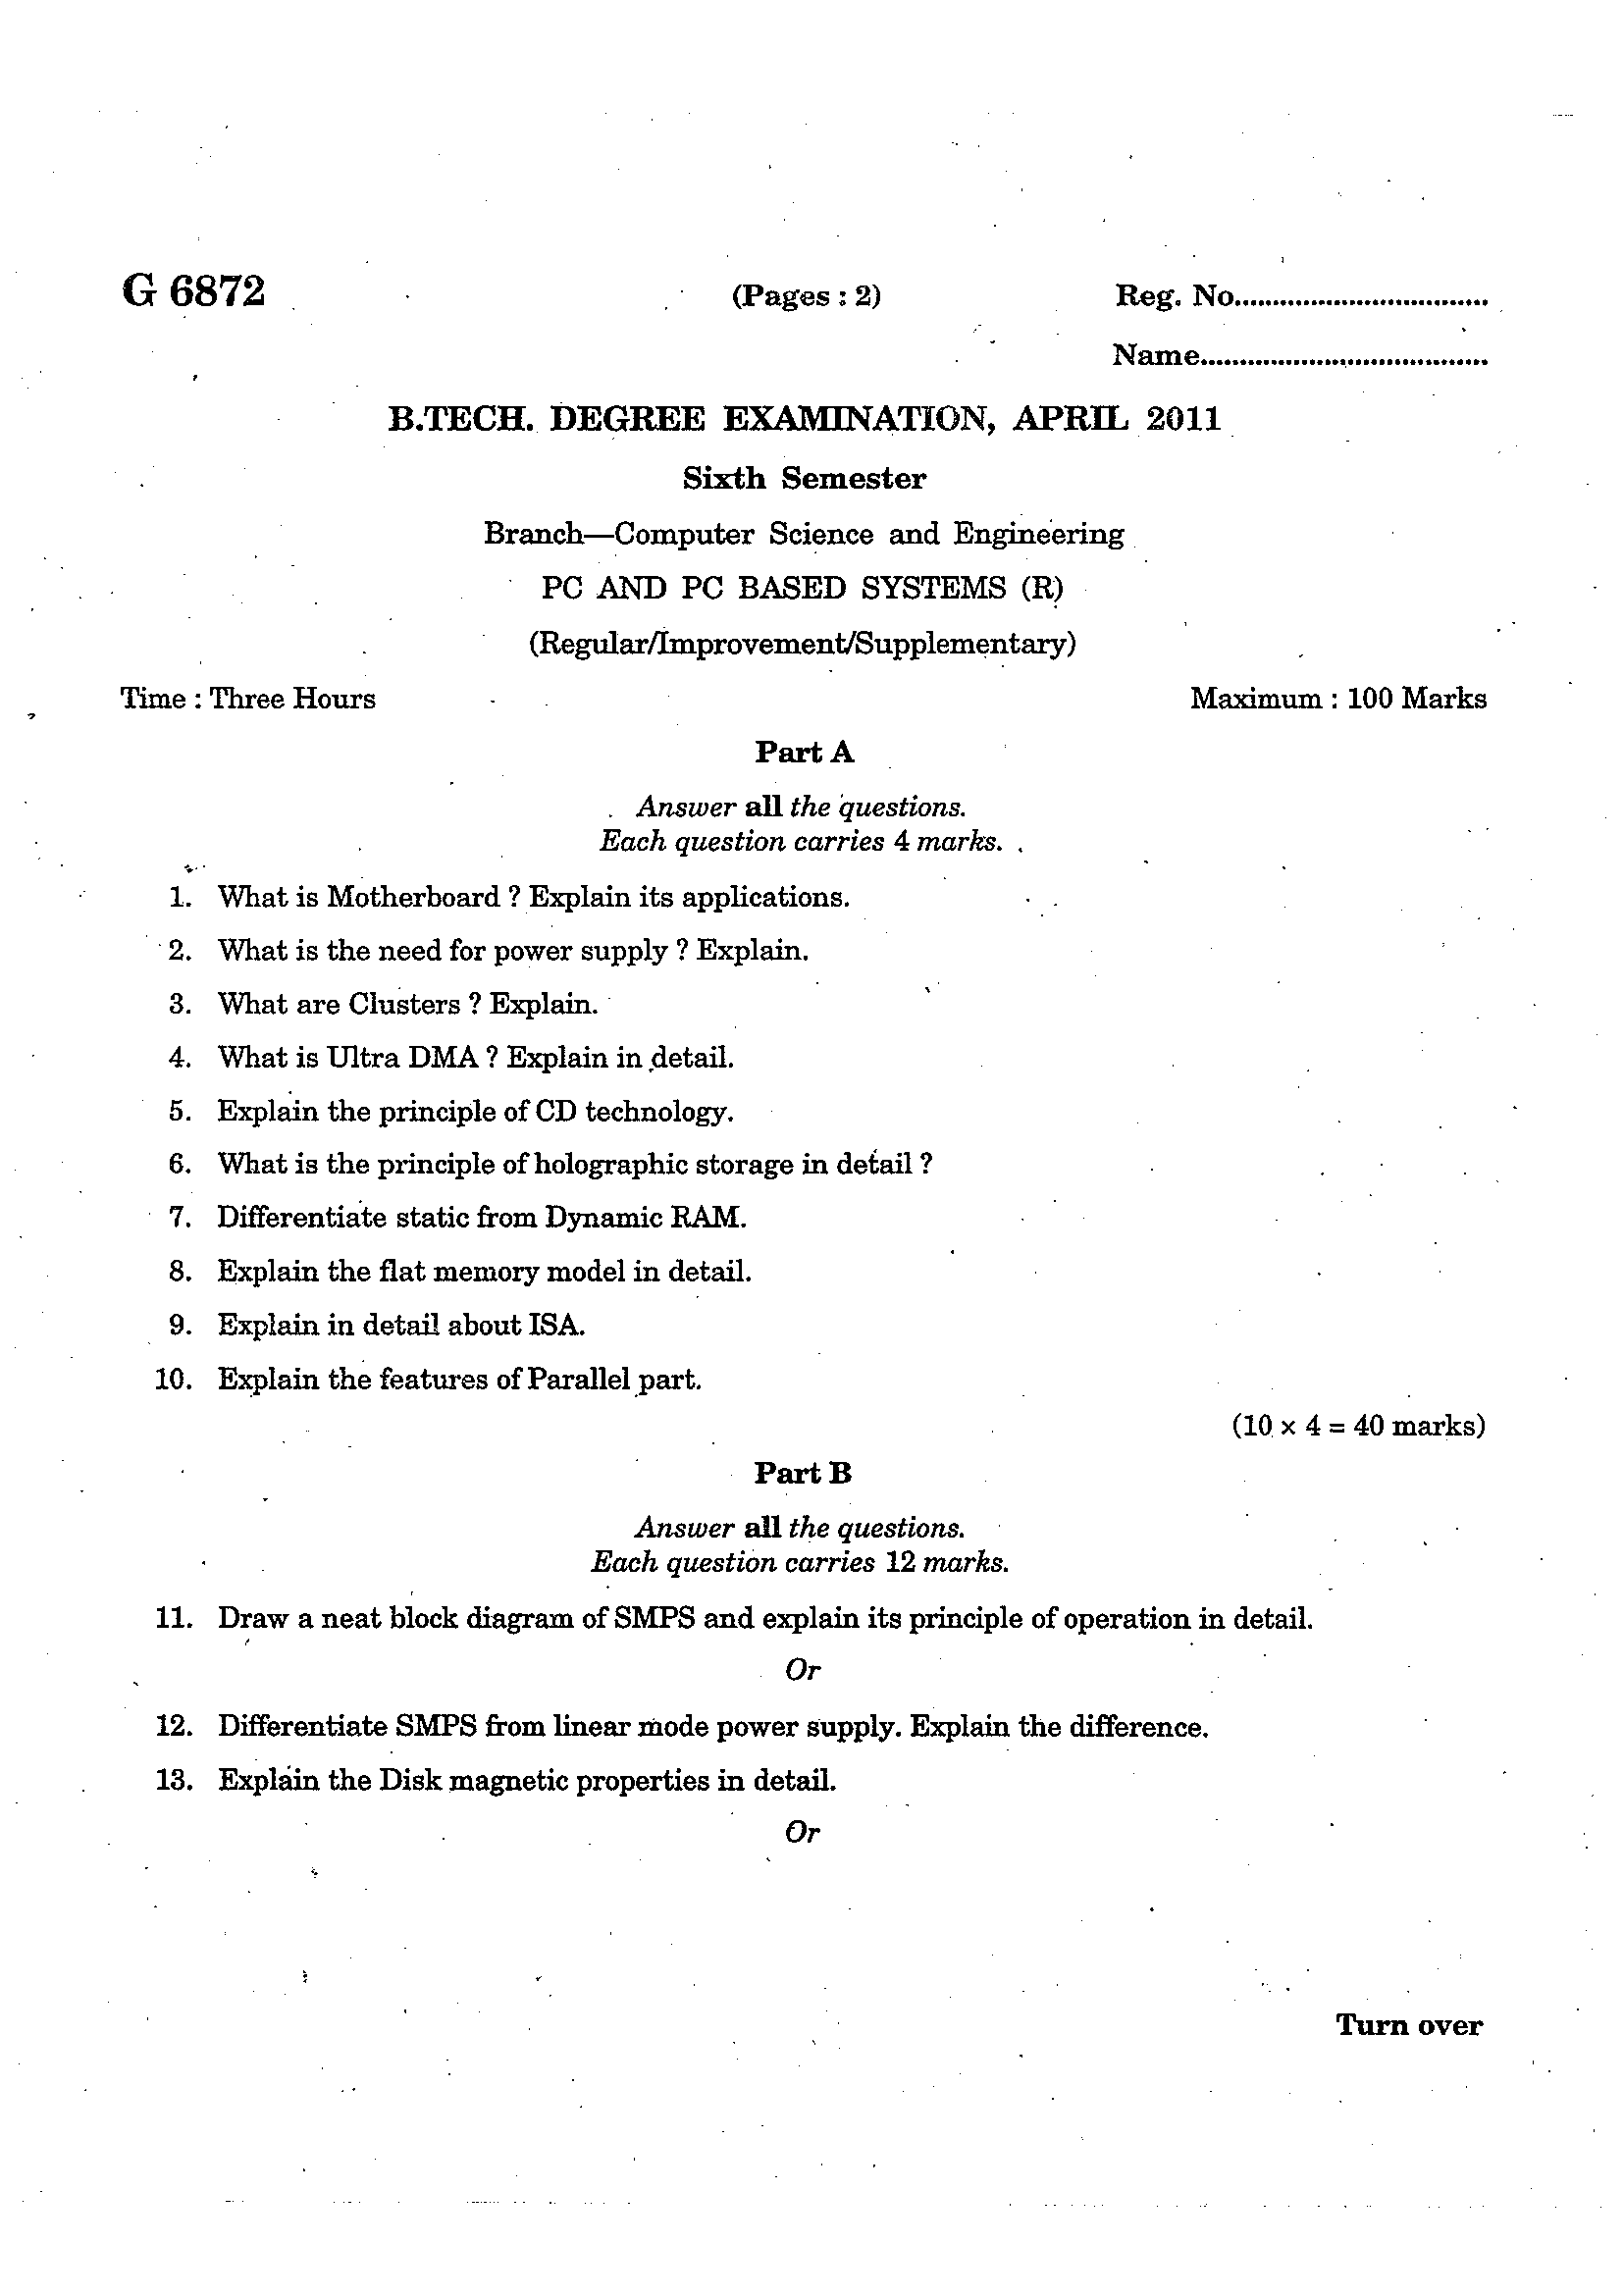 G 6872
(Pages : 2)
Reg. No.................................
Name.....................................
B.TECH. DEGREE EXAMINATION, APRIL 2011
Sixth Semester
Branch—Computer Science and Engineering
PC AND PC BASED SYSTEMS (R)
(Regular/Improvement/Supplementary)
Time : Three Hours
Maximum : 100 Marks
Part A
Answer all the questions.
Each question carries 4 marks.
1. What is Motherboard ? Explain its applications.
2. What is the need for power supply ? Explain.
3. What are Clusters ? Explain.
4. What is Ultra DMA ? Explain in detail.
5. Explain the principle of CD technology.
6. What is the principle of holographic storage in detail ?
7. Differentiate static from Dynamic RAM.
8. Explain the flat memory model in detail.
9. Explain in detail about ISA.
10. Explain the features of Parallel part.
(10 × 4 = 40 marks)
Part B
Answer all the questions.
Each question carries 12 marks.
11. Draw a neat block diagram of SMPS and explain its principle of operation in detail.
Or
12. Differentiate SMPS from linear mode power supply. Explain the difference.
13. Explain the Disk magnetic properties in detail.
Or
Turn over